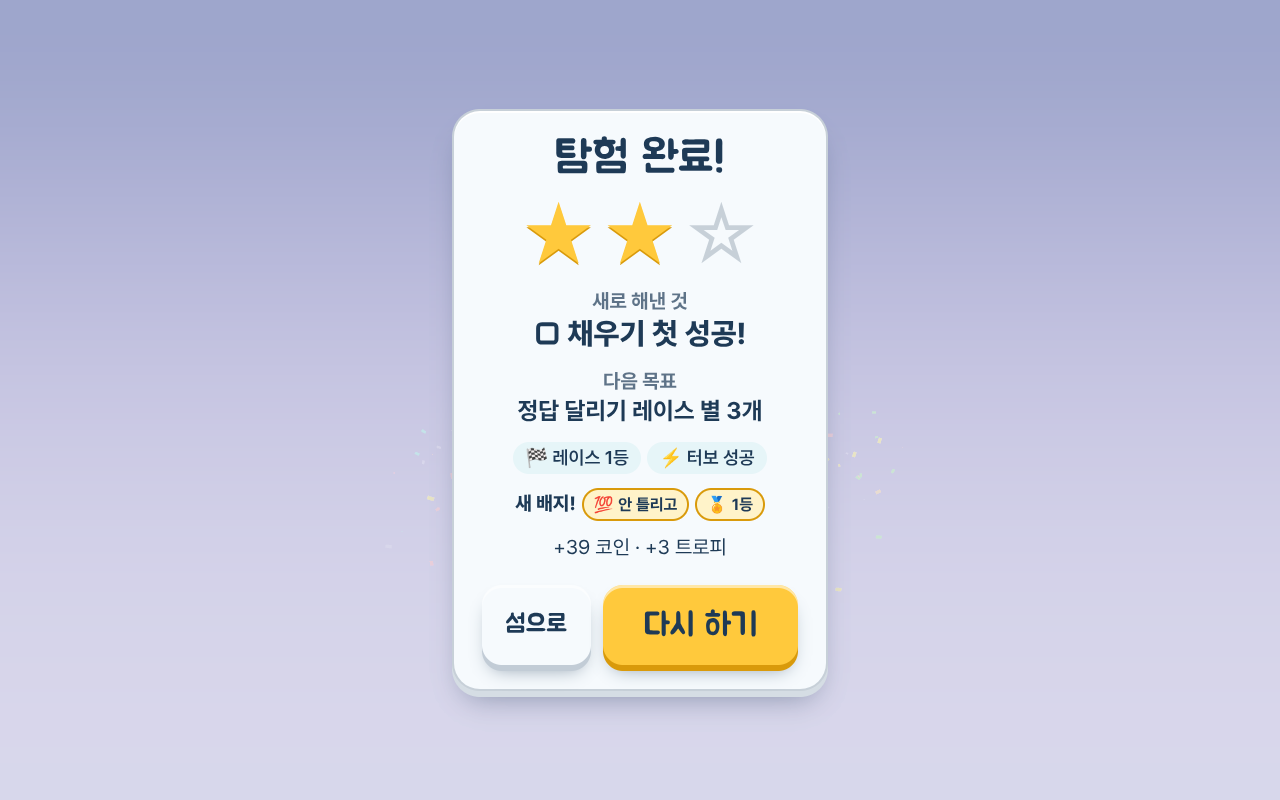 탐험 완료!
새로 해낸 것
□ 채우기 첫 성공!
다음 목표
정답 달리기 레이스 별 3개
🏁 레이스 1등 ⚡ 터보 성공
새 배지! 💯 안 틀리고 🏅 1등
+39 코인 · +3 트로피
섬으로 다시 하기